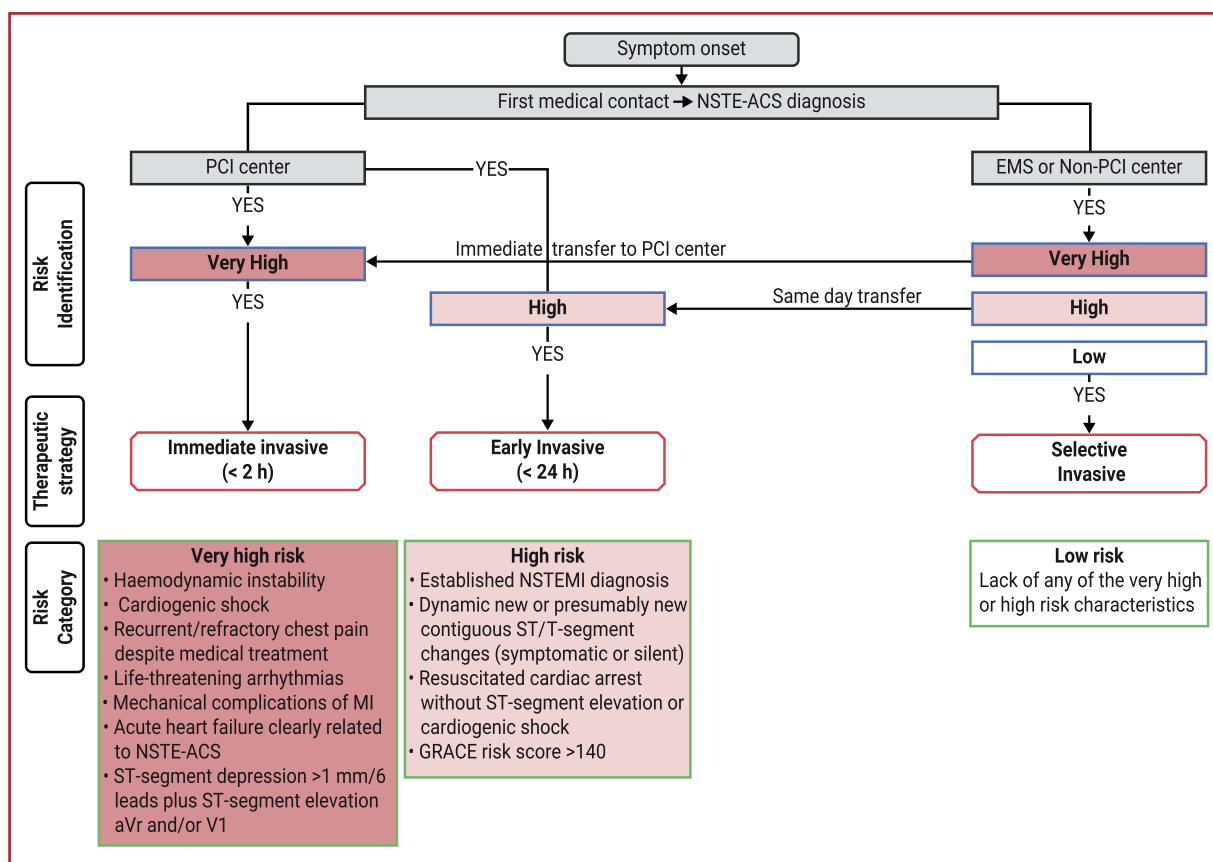 Symptom onset
First medical contact → NSTE-ACS diagnosis
PCI center
YES
EMS or Non-PCI center
YES
YES
Risk
Identification
Very High
Immediate transfer to PCI center
Very High
YES
High
Same day transfer
High
YES
Low
YES
Therapeutic
strategy
Immediate invasive
(< 2 h)
Early Invasive
(< 24 h)
Selective
Invasive
Risk
Category
Very high risk
• Haemodynamic instability
• Cardiogenic shock
• Recurrent/refractory chest pain
despite medical treatment
• Life-threatening arrhythmias
• Mechanical complications of MI
• Acute heart failure clearly related
to NSTE-ACS
• ST-segment depression >1 mm/6
leads plus ST-segment elevation
aVr and/or V1
High risk
• Established NSTEMI diagnosis
• Dynamic new or presumably new
contiguous ST/T-segment
changes (symptomatic or silent)
• Resuscitated cardiac arrest
without ST-segment elevation or
cardiogenic shock
• GRACE risk score >140
Low risk
Lack of any of the very high
or high risk characteristics